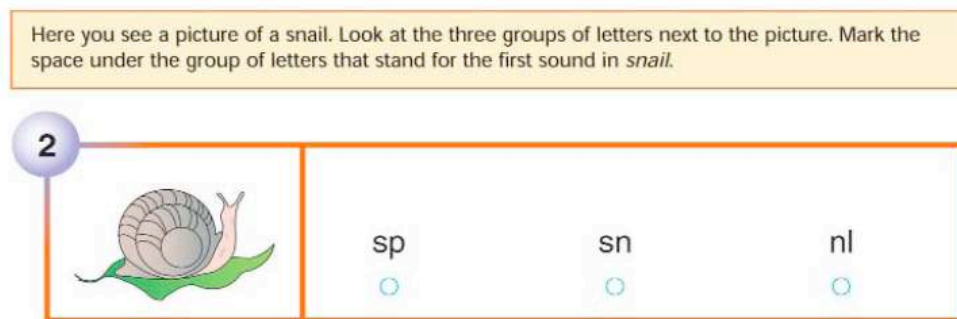 Here you see a picture of a snail. Look at the three groups of letters next to the picture. Mark the
space under the group of letters that stand for the first sound in snail.
2
sp sn nl